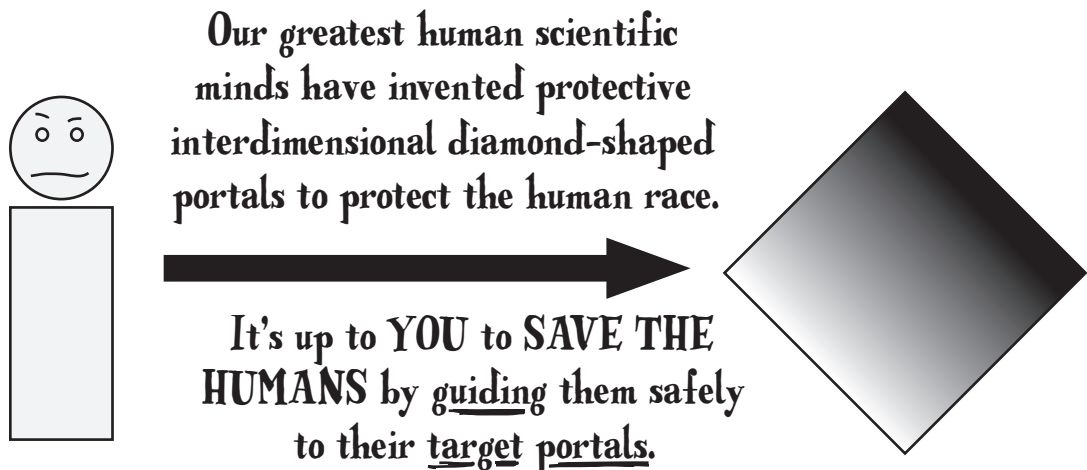 Our greatest human scientific
minds have invented protective
interdimensional diamond-shaped
portals to protect the human race.
It's up to YOU to SAVE THE
HUMANS by guiding them safely
to their target portals.